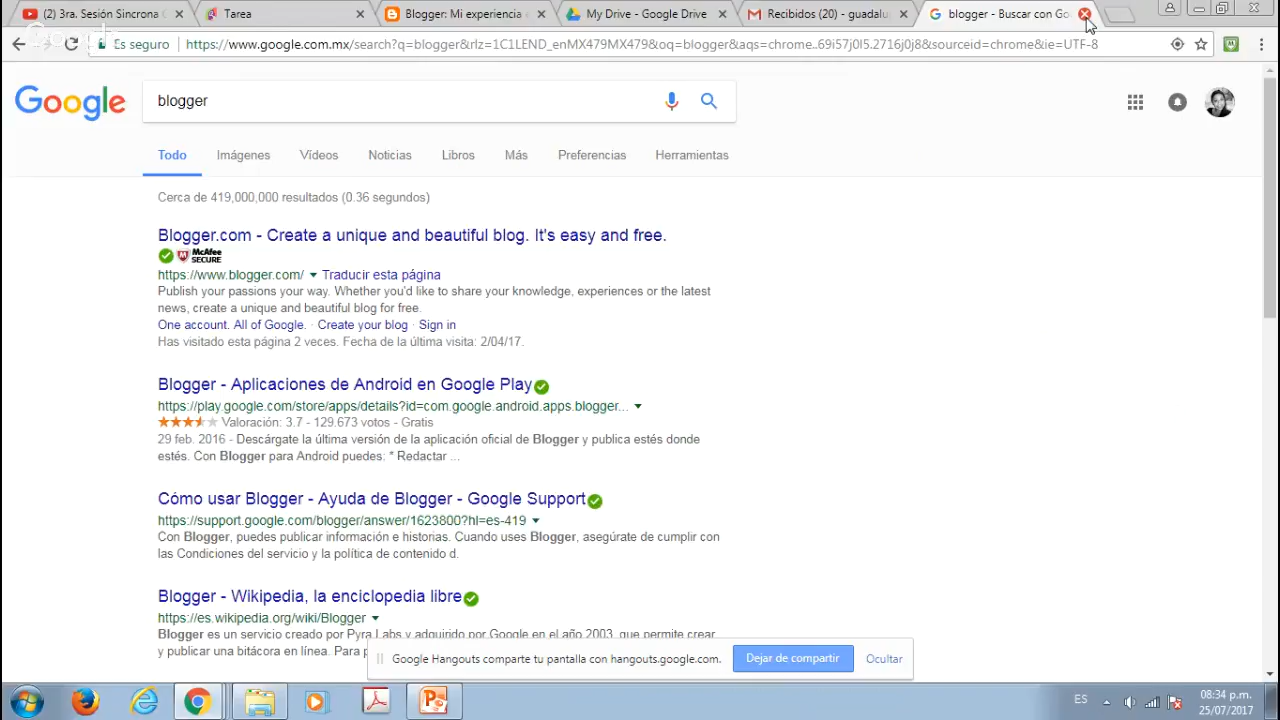 (2) 3ra. Sesión Sincrona
Tarea
Blogger: Mi experiencia
My Drive - Google Drive
Recibidos (20) - guadalu
blogger - Buscar con Go
Es seguro
https://www.google.com.mx/search?q=blogger&rlz=1C1LEND_enMX479MX479&oq=blogger&aqs=chrome..69i57j0l5.2716j0j8&sourceid=chrome&ie=UTF-8
Google
blogger
Todo
Imágenes
Vídeos
Noticias
Libros
Más
Preferencias
Herramientas
Cerca de 419,000,000 resultados (0.36 segundos)
Blogger.com - Create a unique and beautiful blog. It's easy and free.
McAfee
SECURE
https://www.blogger.com/ Traducir esta página
Publish your passions your way. Whether you'd like to share your knowledge, experiences or the latest
news, create a unique and beautiful blog for free.
One account. All of Google. · Create your blog · Sign in
Has visitado esta página 2 veces. Fecha de la última visita: 2/04/17.
Blogger - Aplicaciones de Android en Google Play
https://play.google.com/store/apps/details?id=com.google.android.apps.blogger...
Valoración: 3.7 - 129.673 votos - Gratis
29 feb. 2016 - Descárgate la última versión de la aplicación oficial de Blogger y publica estés donde
estés. Con Blogger para Android puedes: * Redactar ...
Cómo usar Blogger - Ayuda de Blogger - Google Support
https://support.google.com/blogger/answer/1623800?hl=es-419
Con Blogger, puedes publicar información e historias. Cuando uses Blogger, asegúrate de cumplir con
las Condiciones del servicio y la política de contenido d.
Blogger - Wikipedia, la enciclopedia libre
https://es.wikipedia.org/wiki/Blogger
Blogger es un servicio creado por Pyra Labs y adquirido por Google en el año 2003, que permite crear
y publicar una bitácora en línea. Para p
Google Hangouts comparte tu pantalla con hangouts.google.com.
Dejar de compartir
Ocultar
ES
08:34 p.m.
25/07/2017